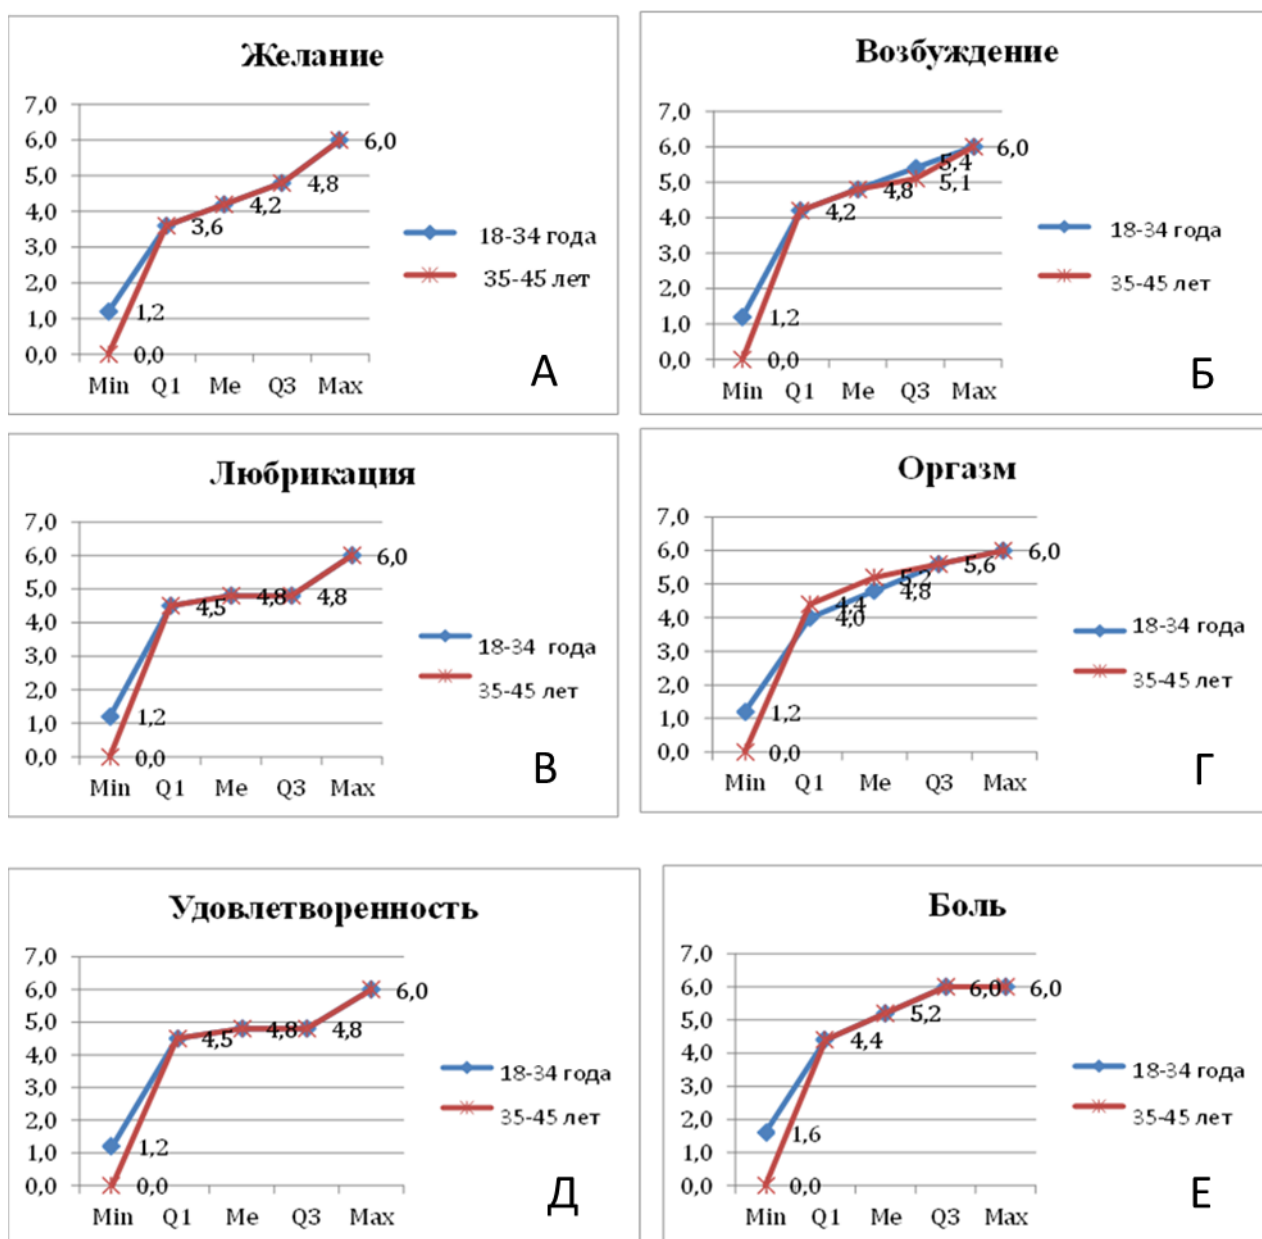 Желание
7,0
6,0
5,0
4,0
3,0
2,0
1,0
0,0
6,0
4,8
4,2
3,6
1,2
0,0
Min Q1 Me Q3 Max
18-34 года
35-45 лет
А
Возбуждение
7,0
6,0
5,0
4,0
3,0
2,0
1,0
0,0
6,0
5,4
5,1
4,8
4,2
1,2
0,0
Min Q1 Me Q3 Max
18-34 года
35-45 лет
Б
Любрикация
7,0
6,0
5,0
4,0
3,0
2,0
1,0
0,0
6,0
4,5 4,8 4,8
1,2
0,0
Min Q1 Me Q3 Max
18-34 года
35-45 лет
В
Оргазм
7,0
6,0
5,0
4,0
3,0
2,0
1,0
0,0
6,0
5,6
5,2
4,8
4,4
4,0
1,2
0,0
Min Q1 Me Q3 Max
18-34 года
35-45 лет
Г
Удовлетворенность
7,0
6,0
5,0
4,0
3,0
2,0
1,0
0,0
6,0
4,5 4,8 4,8
1,2
0,0
Min Q1 Me Q3 Max
18-34 года
35-45 лет
Д
Боль
7,0
6,0
5,0
4,0
3,0
2,0
1,0
0,0
6,0 6,0
5,2
4,4
1,6
0,0
Min Q1 Me Q3 Max
18-34 года
35-45 лет
Е